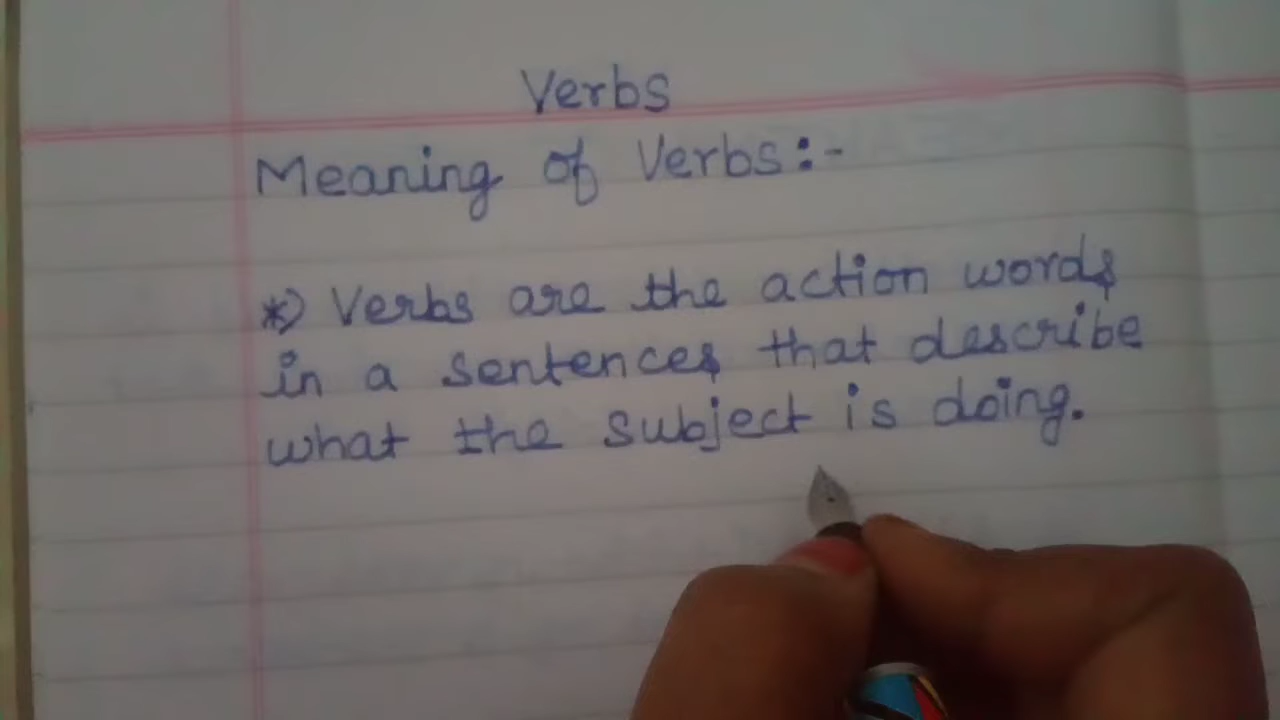 Verbs
Meaning of Verbs:-
*) Verbs are the action words
in a sentences that describe
what the subject is doing.